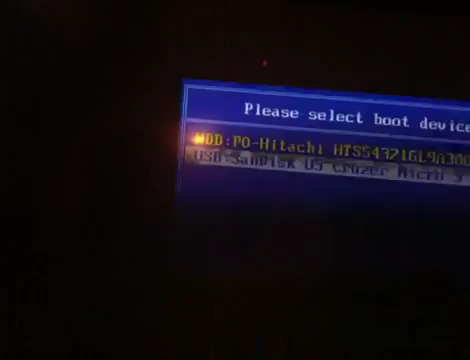 Please select boot device
HDD:P0-Hitachi
USB:SanDisk U3 Cruzer Micro